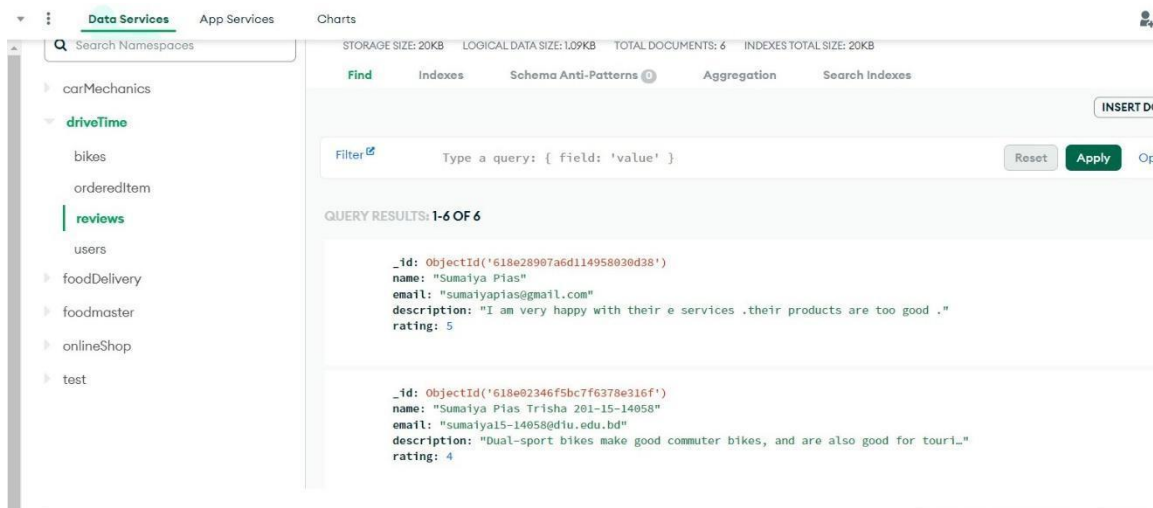 Data Services App Services Charts
Search Namespaces
STORAGE SIZE: 20KB LOGICAL DATA SIZE: 1.09KB TOTAL DOCUMENTS: 6 INDEXES TOTAL SIZE: 20KB
Find Indexes Schema Anti-Patterns 0 Aggregation Search Indexes
carMechanics
driveTime
bikes
orderedItem
reviews
users
foodDelivery
foodmaster
onlineShop
test
INSERT DO
Filter Type a query: { field: 'value' } Reset Apply Op
QUERY RESULTS: 1-6 OF 6
_id: ObjectId('618e28907a6d114958030d38')
name: "Sumaiya Pias"
email: "sumaiyapias@gmail.com"
description: "I am very happy with their e services .their products are too good ."
rating: 5
_id: ObjectId('618e02346f5bc7f6378e316f')
name: "Sumaiya Pias Trisha 201-15-14058"
email: "sumaiya15-14058@diu.edu.bd"
description: "Dual-sport bikes make good commuter bikes, and are also good for touri…"
rating: 4